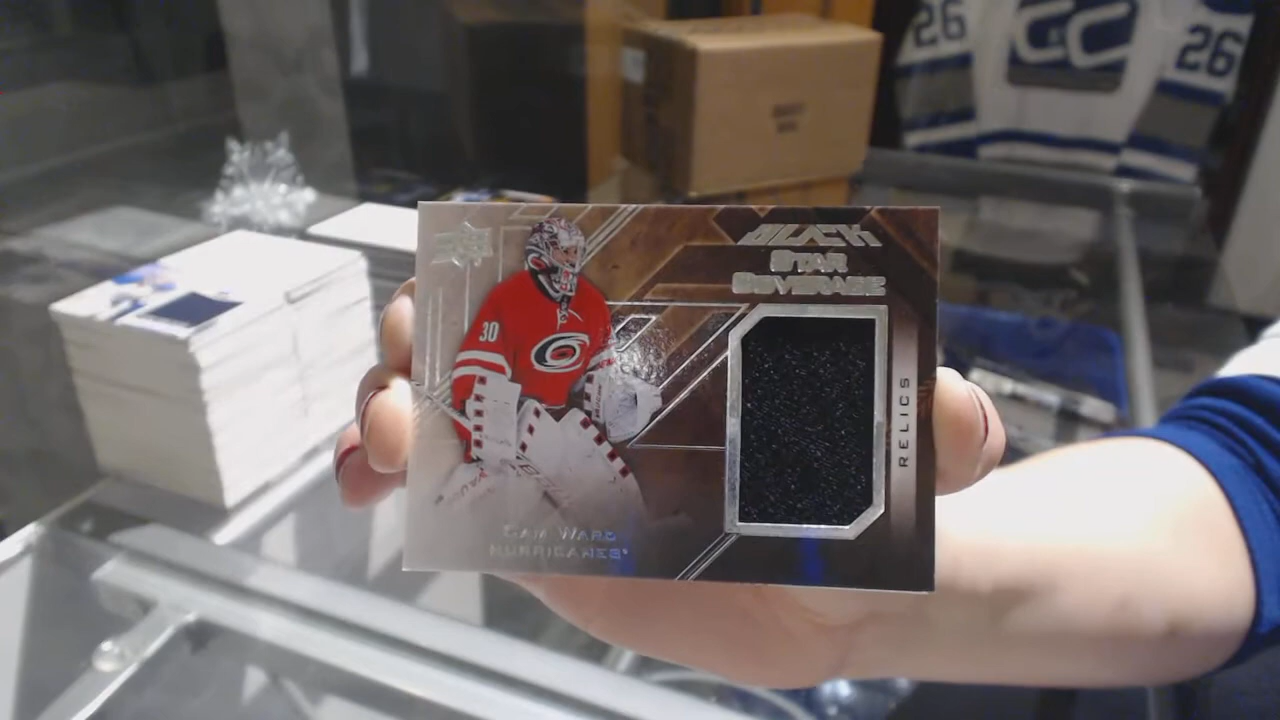 BLACK
STAR
COVERAGE
30
RELICS
CAM WARD
HURRICANES
26
26